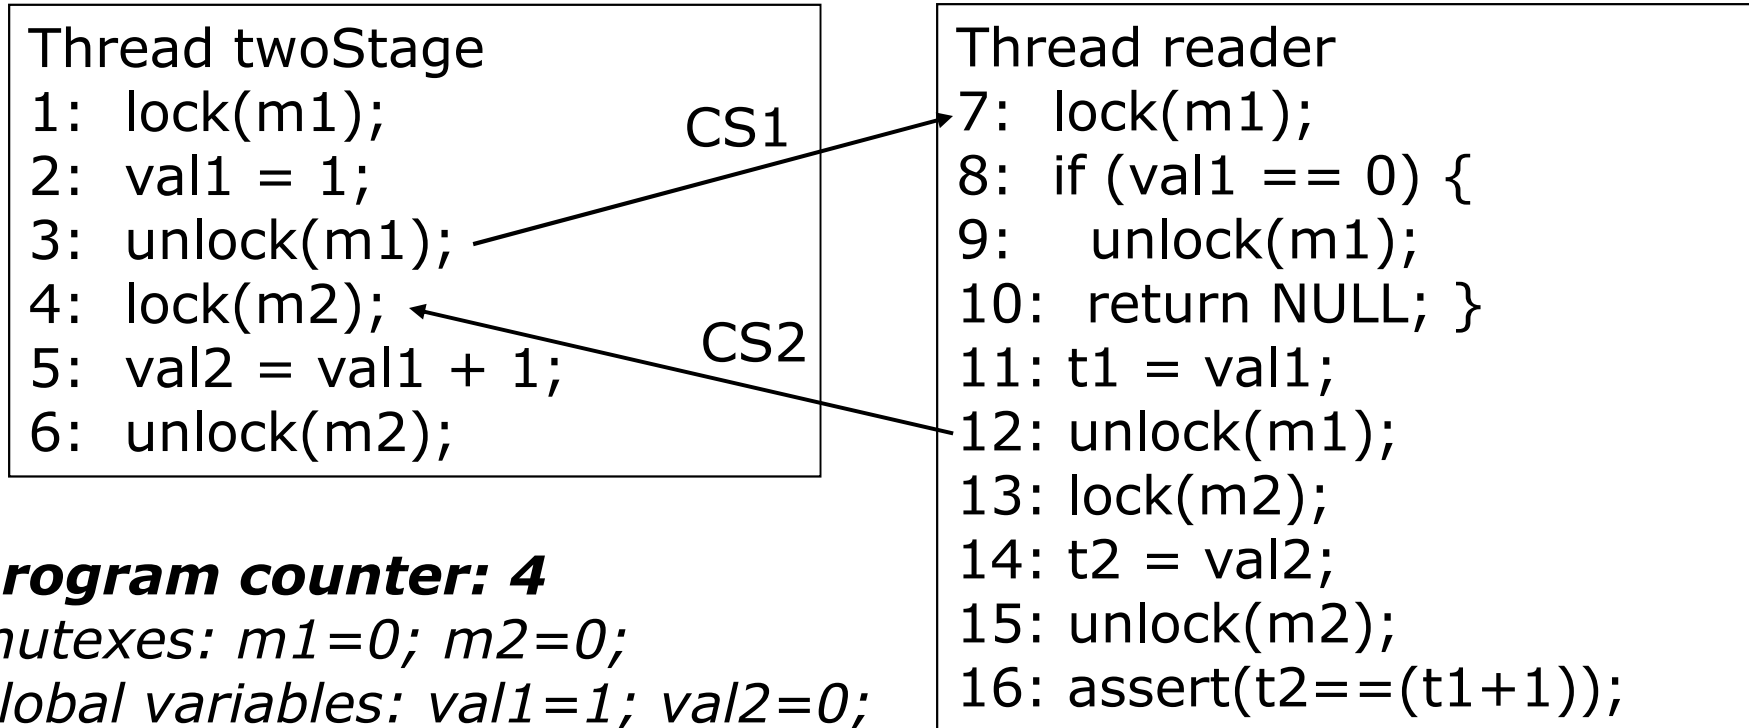 Thread twoStage
1: lock(m1);
2: val1 = 1;
3: unlock(m1);
4: lock(m2);
5: val2 = val1 + 1;
6: unlock(m2);
CS1
CS2
Thread reader
7: lock(m1);
8: if (val1 == 0) {
9: unlock(m1);
10: return NULL; }
11: t1 = val1;
12: unlock(m1);
13: lock(m2);
14: t2 = val2;
15: unlock(m2);
16: assert(t2==(t1+1));
rogram counter: 4
mutexes: m1=0; m2=0;
lobal variables: val1=1; val2=0;